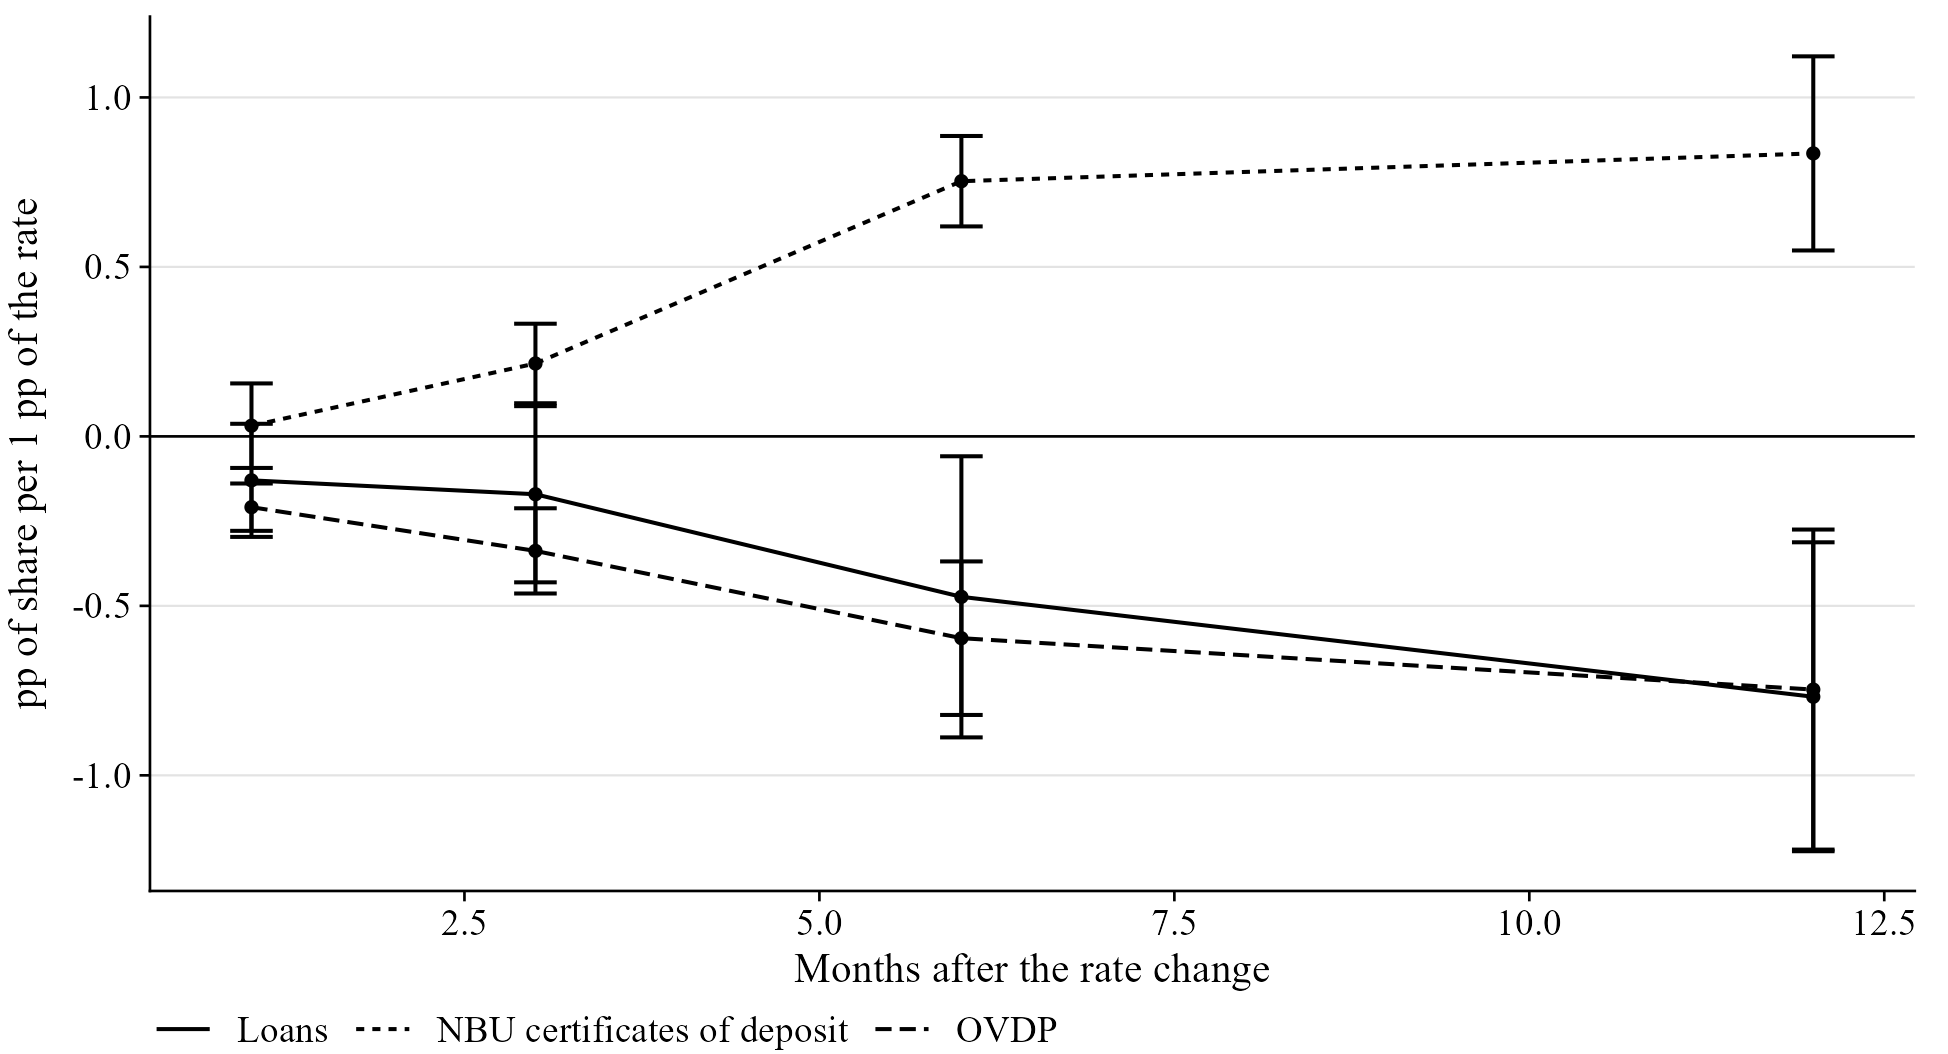 pp of share per 1 pp of the rate
1.0
0.5
0.0
-0.5
-1.0
2.5 5.0 7.5 10.0 12.5
Months after the rate change
Loans NBU certificates of deposit OVDP